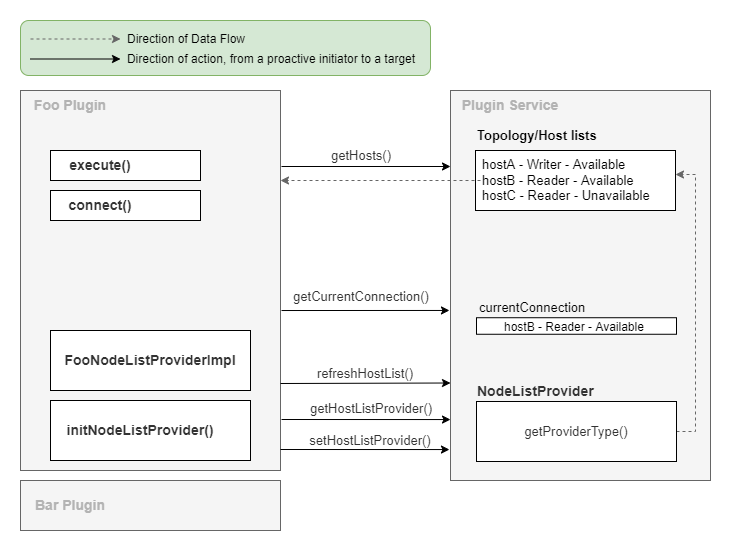 Direction of Data Flow
Direction of action, from a proactive initiator to a target
Foo Plugin
execute()
connect()
FooNodeListProviderImpl
initNodeListProvider()
Bar Plugin
getHosts()
getCurrentConnection()
refreshHostList()
getHostListProvider()
setHostListProvider()
Plugin Service
Topology/Host lists
hostA - Writer - Available
hostB - Reader - Available
hostC - Reader - Unavailable
currentConnection
hostB - Reader - Available
NodeListProvider
getProviderType()